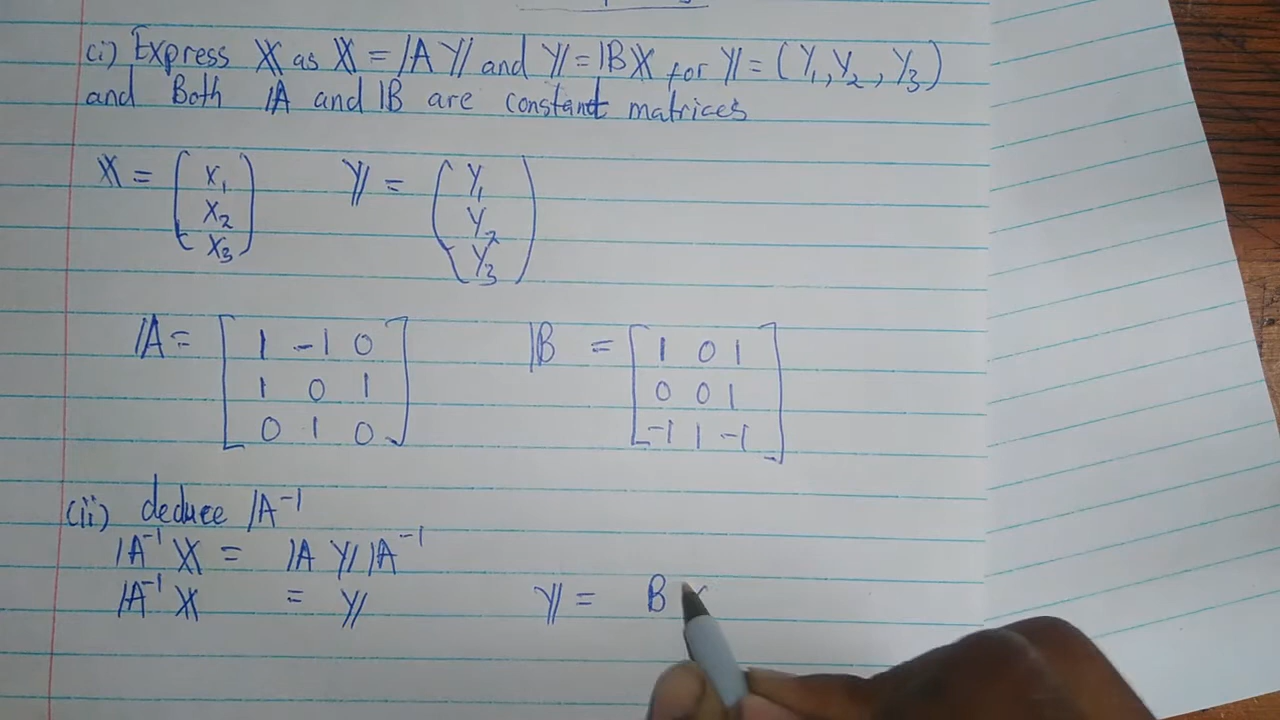 (i) Express X as X = A Y and Y = B X for Y = (Y₁, Y₂, Y₃)
and Both A and B are constant matrices
X = ( X₁ Y = ( Y₁ )
X₂ Y₂
X₃ ) Y₃
A = [ 1 -1 0 ] B = [ 1 0 1 ]
1 0 1 0 0 1
0 1 0 -1 1 -1
(ii) deduce A⁻¹
A⁻¹ X = A Y A⁻¹
A⁻¹ X = Y Y = B